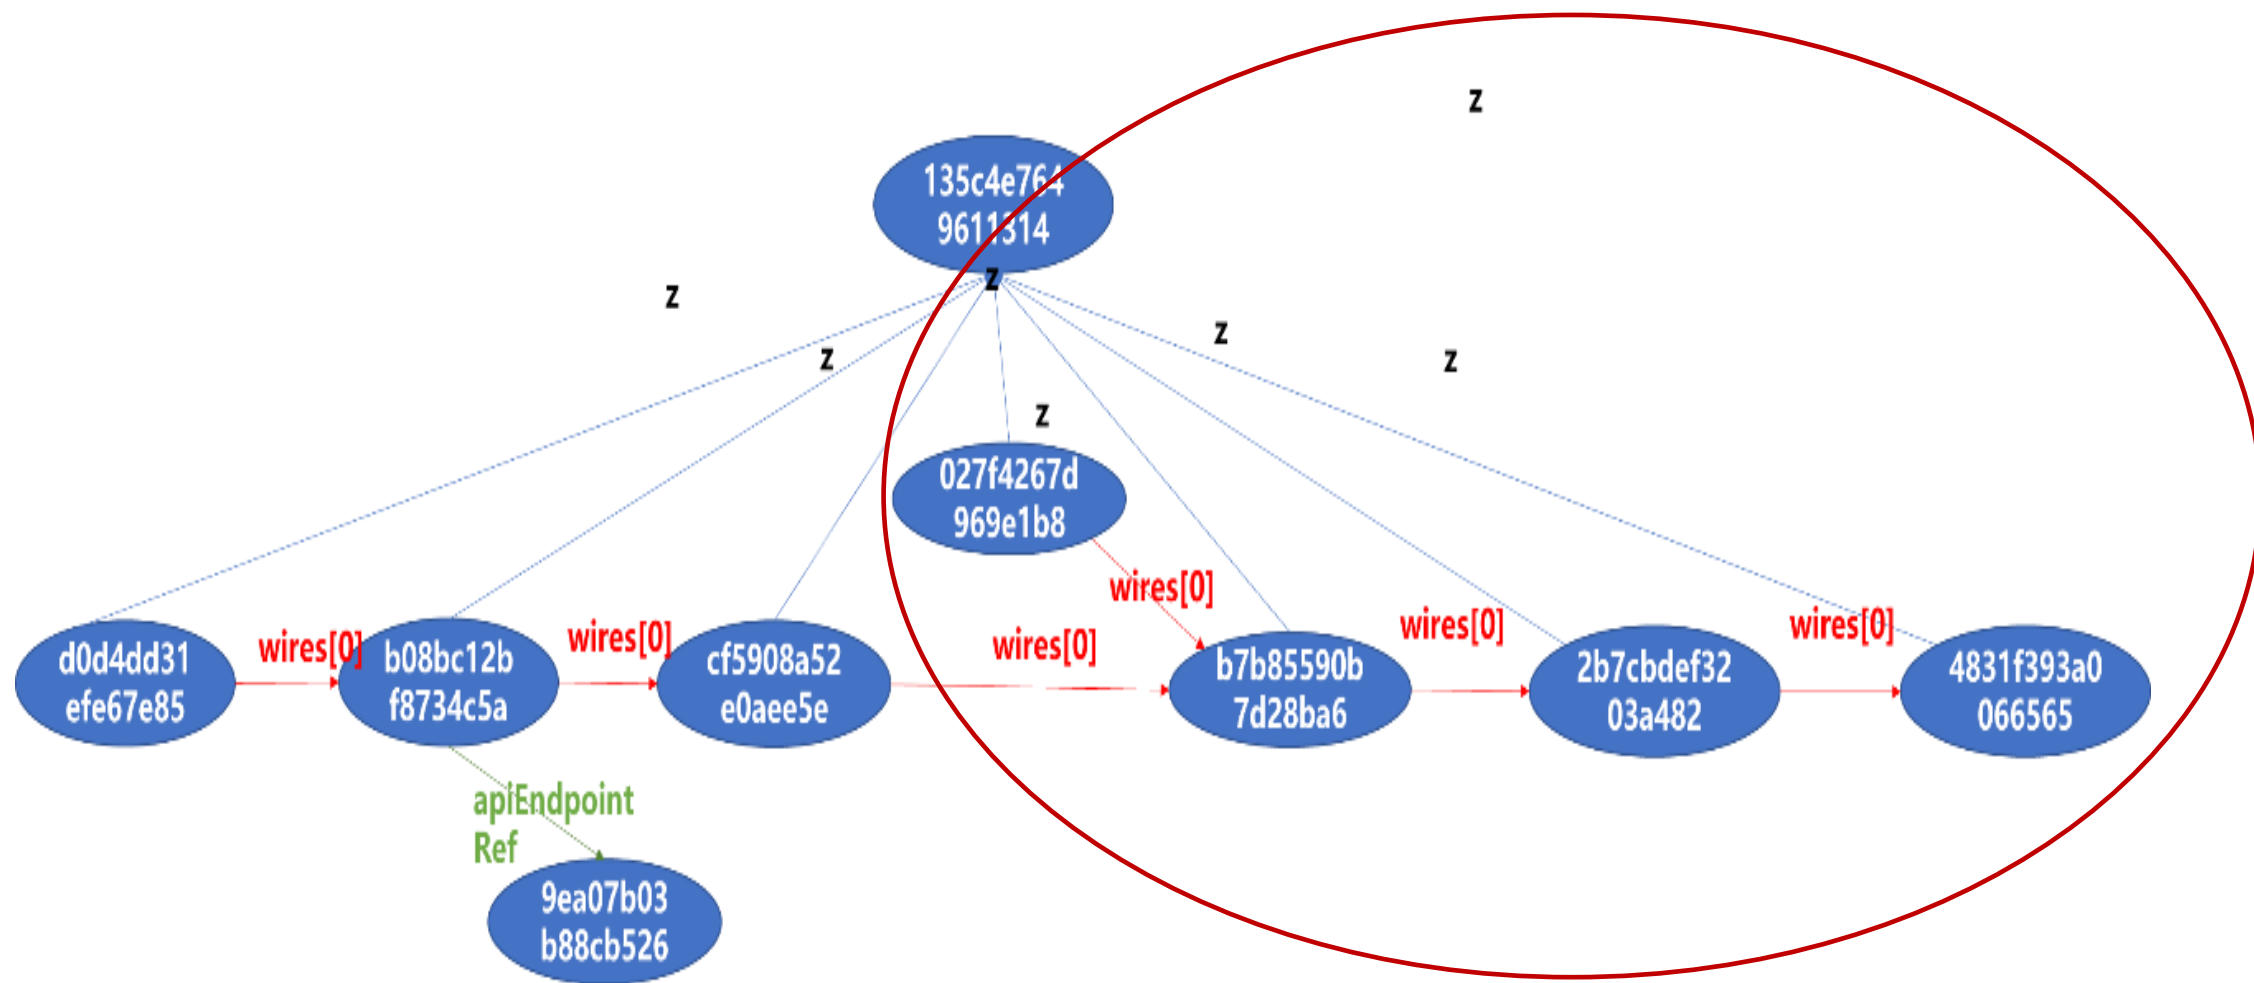 z
135c4e764
9611314
z
z
z
z
z
z
027f4267d
969e1b8
wires[0]
wires[0]
wires[0]
wires[0]
wires[0]
wires[0]
d0d4dd31
efe67e85
b08bc12b
f8734c5a
cf5908a52
e0aee5e
b7b85590b
7d28ba6
2b7cbdef32
03a482
4831f393a0
066565
apiEndpoint
Ref
9ea07b03
b88cb526